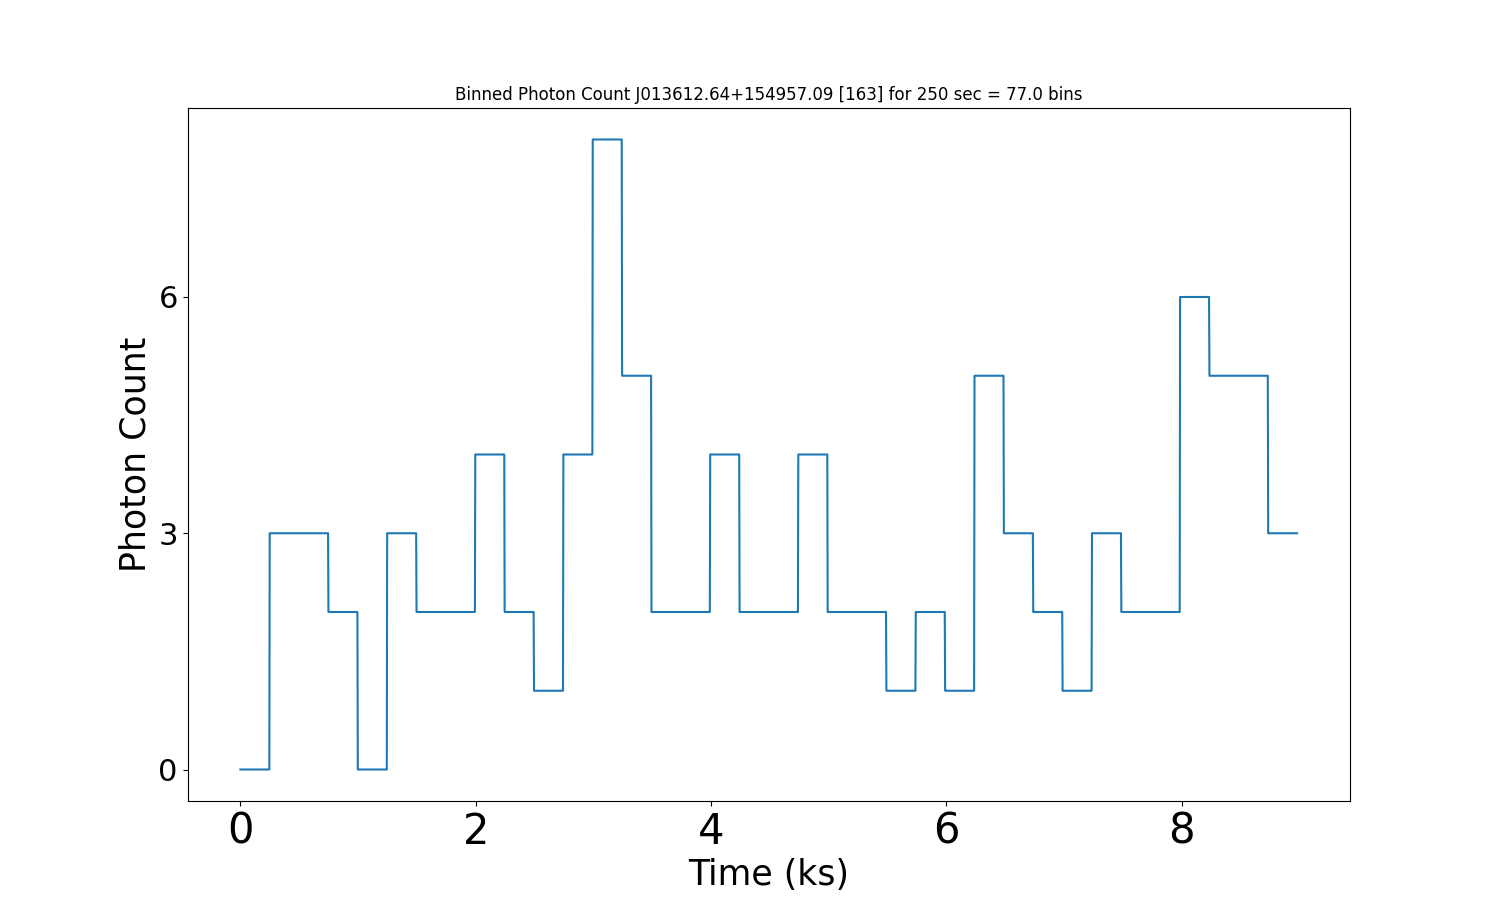 Binned Photon Count J013612.64+154957.09 [163] for 250 sec = 77.0 bins
6
3
0
Photon Count
0 2 4 6 8
Time (ks)